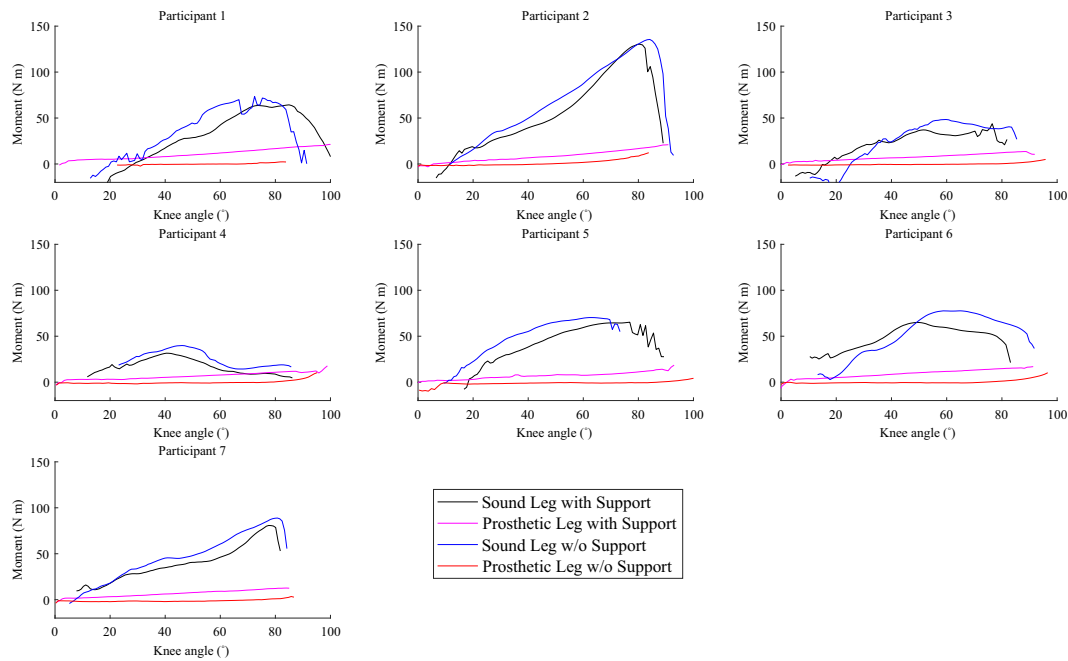 Participant 1
Participant 2
Participant 3
150
100
50
0
Moment (N m)
0 20 40 60 80 100
Knee angle (°)
150
100
50
0
Moment (N m)
0 20 40 60 80 100
Knee angle (°)
150
100
50
0
Moment (N m)
0 20 40 60 80 100
Knee angle (°)
Participant 4
Participant 5
Participant 6
150
100
50
0
Moment (N m)
0 20 40 60 80 100
Knee angle (°)
150
100
50
0
Moment (N m)
0 20 40 60 80 100
Knee angle (°)
150
100
50
0
Moment (N m)
0 20 40 60 80 100
Knee angle (°)
Participant 7
150
100
50
0
Moment (N m)
0 20 40 60 80 100
Knee angle (°)
Sound Leg with Support
Prosthetic Leg with Support
Sound Leg w/o Support
Prosthetic Leg w/o Support